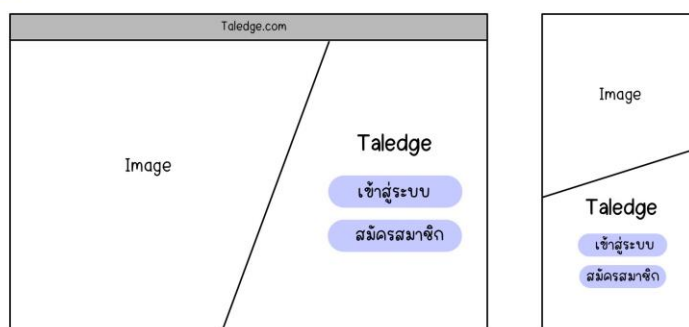 Taledge.com
Image
Taledge
เข้าสู่ระบบ
สมัครสมาชิก
Image
Taledge
เข้าสู่ระบบ
สมัครสมาชิก